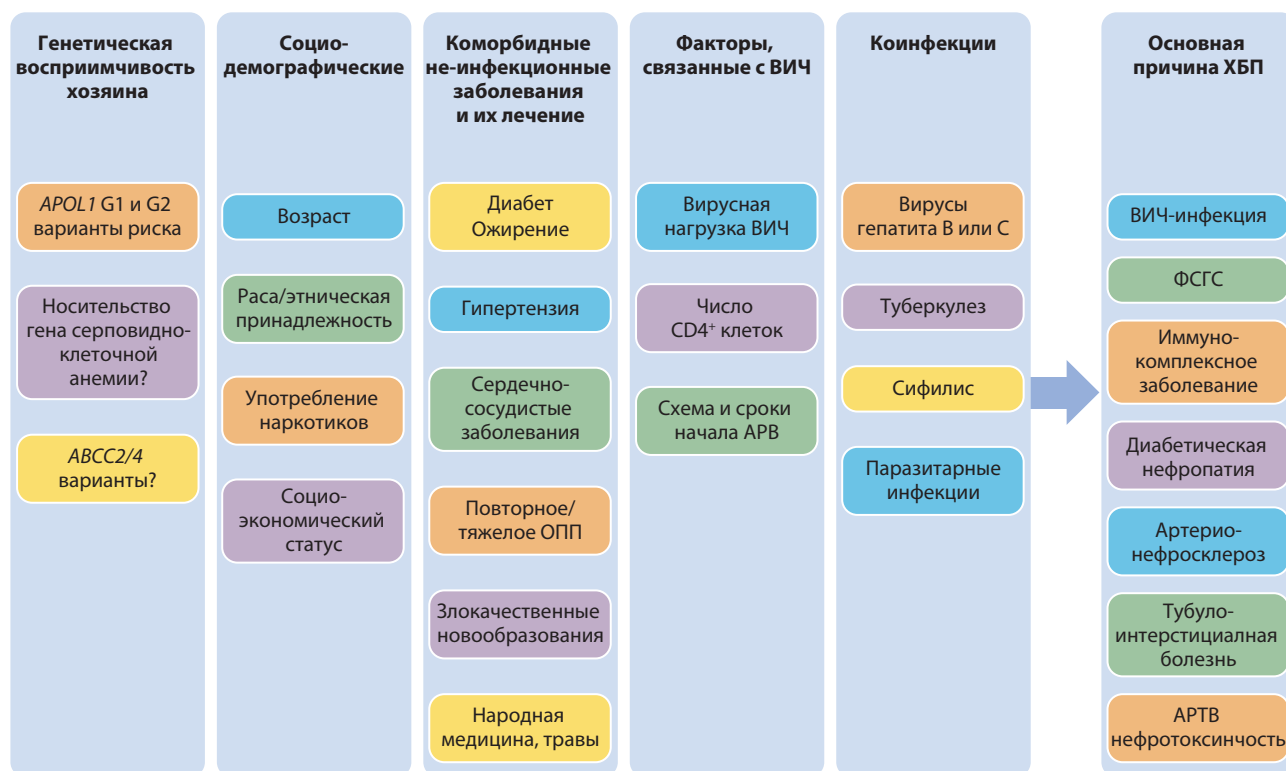 Генетическая
восприимчивость
хозяина
APOL1 G1 и G2
варианты риска
Носительство
гена серповидно-
клеточной
анемии?
ABCC2/4
варианты?
Социо-
демографические
Возраст
Раса/этническая
принадлежность
Употребление
наркотиков
Социо-
экономический
статус
Коморбидные
не-инфекционные
заболевания
и их лечение
Диабет
Ожирение
Гипертензия
Сердечно-
сосудистые
заболевания
Повторное/
тяжелое ОПП
Злокачественные
новообразования
Народная
медицина, травы
Факторы,
связанные с ВИЧ
Вирусная
нагрузка ВИЧ
Число
CD4⁺ клеток
Схема и сроки
начала АРВ
Коинфекции
Вирусы
гепатита В или С
Туберкулез
Сифилис
Паразитарные
инфекции
Основная
причина ХБП
ВИЧ-инфекция
ФСГС
Иммуно-
комплексное
заболевание
Диабетическая
нефропатия
Артерио-
нефросклероз
Тубуло-
интерстициалная
болезнь
АРТВ
нефротоксинчость